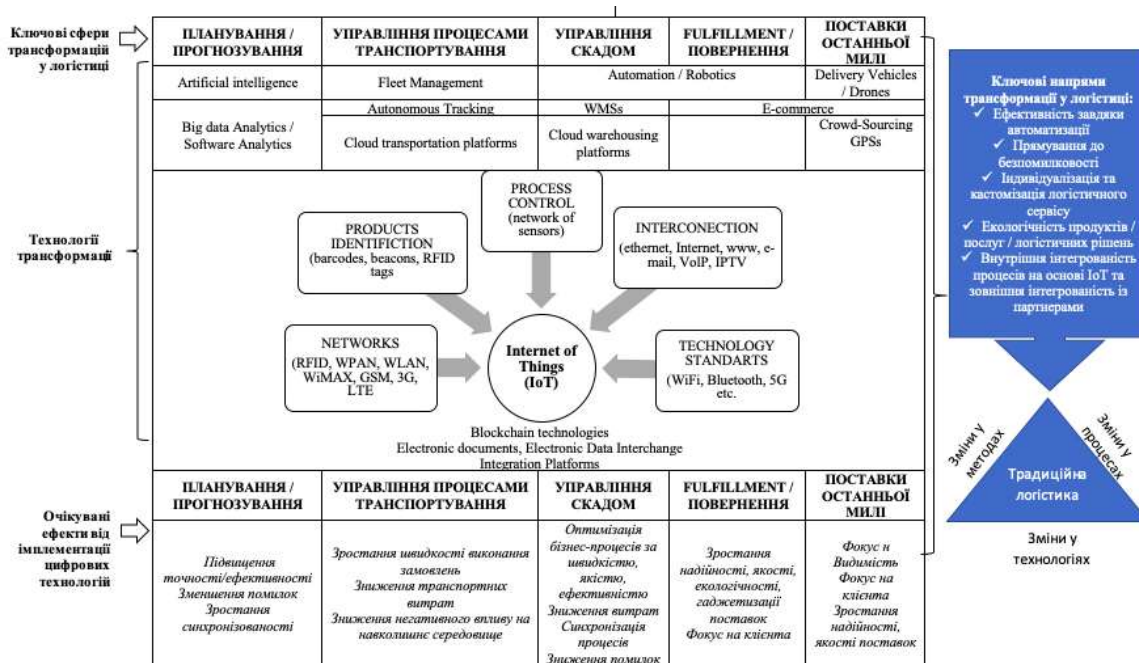 Ключові сфери
трансформацій
у логістиці
ПЛАНУВАННЯ /
ПРОГНОЗУВАННЯ
УПРАВЛІННЯ ПРОЦЕСАМИ
ТРАНСПОРТУВАННЯ
УПРАВЛІННЯ
СКАДОМ
FULFILLMENT /
ПОВЕРНЕННЯ
ПОСТАВКИ
ОСТАННЬОЇ
МИЛІ
Artificial intelligence
Fleet Management
Automation / Robotics
Delivery Vehicles
/ Drones
Big data Analytics /
Software Analytics
Autonomous Tracking
WMSs
E-commerce
Cloud transportation platforms
Cloud warehousing
platforms
Crowd-Sourcing
GPSs
Технології
трансформації
PROCESS
CONTROL
(network of
sensors)
PRODUCTS
IDENTIFICTION
(barcodes, beacons, RFID
tags
INTERCONECTION
(ethernet, Internet, www, e-
mail, VoIP, IPTV
NETWORKS
(RFID, WPAN, WLAN,
WiMAX, GSM, 3G,
LTE
Internet of
Things
(IoT)
TECHNOLOGY
STANDARTS
(WiFi, Bluetooth, 5G
etc.
Blockchain technologies
Electronic documents, Electronic Data Interchange
Integration Platforms
Очікувані
ефекти від
імплементації
цифрових
технологій
ПЛАНУВАННЯ /
ПРОГНОЗУВАННЯ
УПРАВЛІННЯ ПРОЦЕСАМИ
ТРАНСПОРТУВАННЯ
УПРАВЛІННЯ
СКАДОМ
FULFILLMENT /
ПОВЕРНЕННЯ
ПОСТАВКИ
ОСТАННЬОЇ
МИЛІ
Підвищення
точності/ефективності
Зменшення помилок
Зростання
синхронізованості
Зростання швидкості виконання
замовлень
Зниження транспортних
витрат
Зниження негативного впливу на
навколишнє середовище
Оптимізація
бізнес-процесів за
швидкістю,
якістю,
ефективністю
Зниження витрат
Синхронізація
процесів
Зниження помилок
Зростання
надійності, якості,
екологічності,
гаджетизації
поставок
Фокус на клієнта
Фокус н
Видимість
Фокус на
клієнта
Зростання
надійності,
якості поставок
Ключові напрями
трансформації у логістиці:
✓ Ефективність завдяки
автоматизації
✓ Прямування до
безпомилковості
✓ Індивідуалізація та
кастомізація логістичного
сервісу
✓ Екологічність продуктів /
послуг / логістичних рішень
✓ Внутрішня інтегрованість
процесів на основі IoT та
зовнішня інтегрованість із
партнерами
Зміни у
методах
Зміни у
процесах
Традиційна
логістика
Зміни у
технологіях